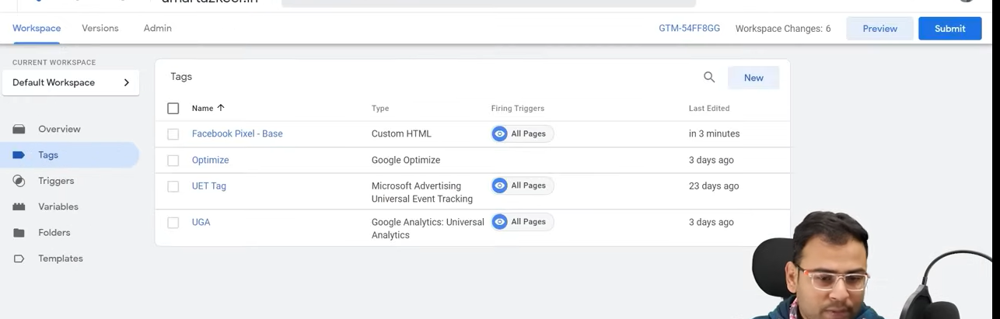 Workspace Versions Admin GTM-54FF8GG Workspace Changes: 6 Preview Submit
CURRENT WORKSPACE
Default Workspace
Overview
Tags
Triggers
Variables
Folders
Templates
Tags New
Name Type Firing Triggers Last Edited
Facebook Pixel - Base Custom HTML All Pages in 3 minutes
Optimize Google Optimize 3 days ago
UET Tag Microsoft Advertising All Pages 23 days ago
Universal Event Tracking
UGA Google Analytics: Universal All Pages 3 days ago
Analytics